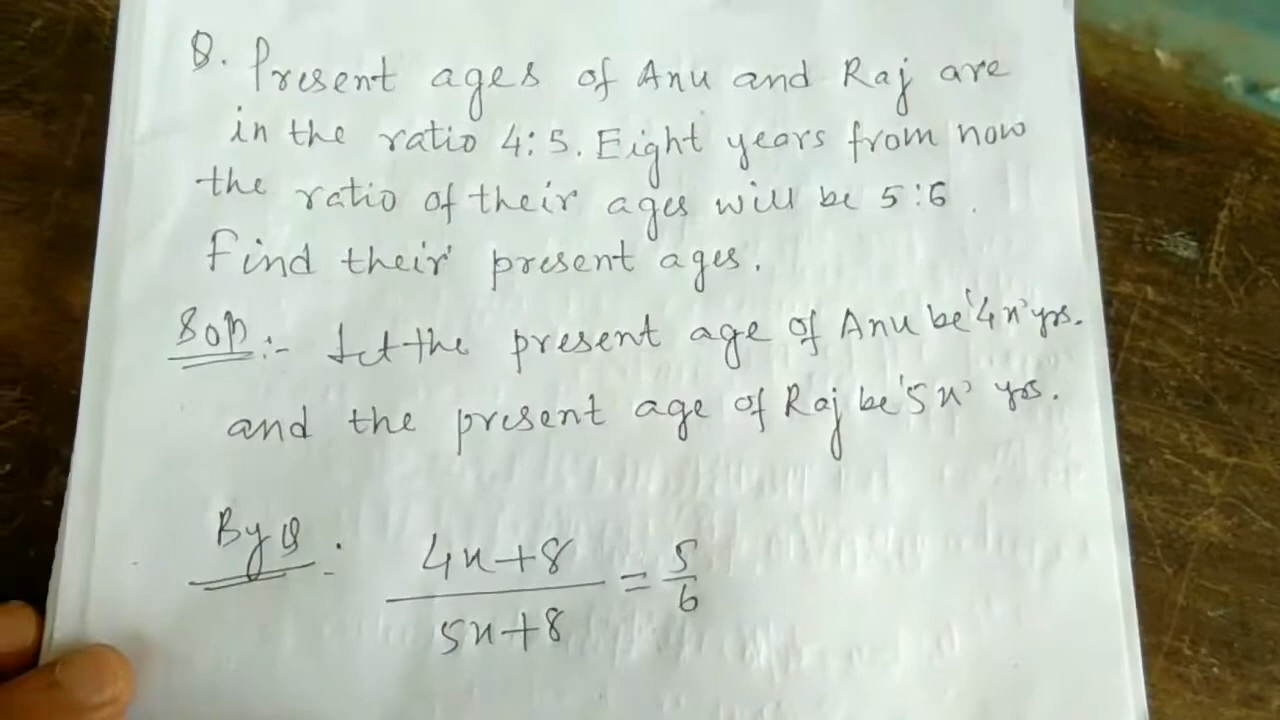 Q. Present ages of Anu and Raj are
in the ratio 4:5. Eight years from now
the ratio of their ages will be 5:6.
Find their present ages.
Soln:- Let the present age of Anu be '4x' yrs.
and the present age of Raj be '5x' yrs.
By Q:
4x+8
5x+8
= 5/6